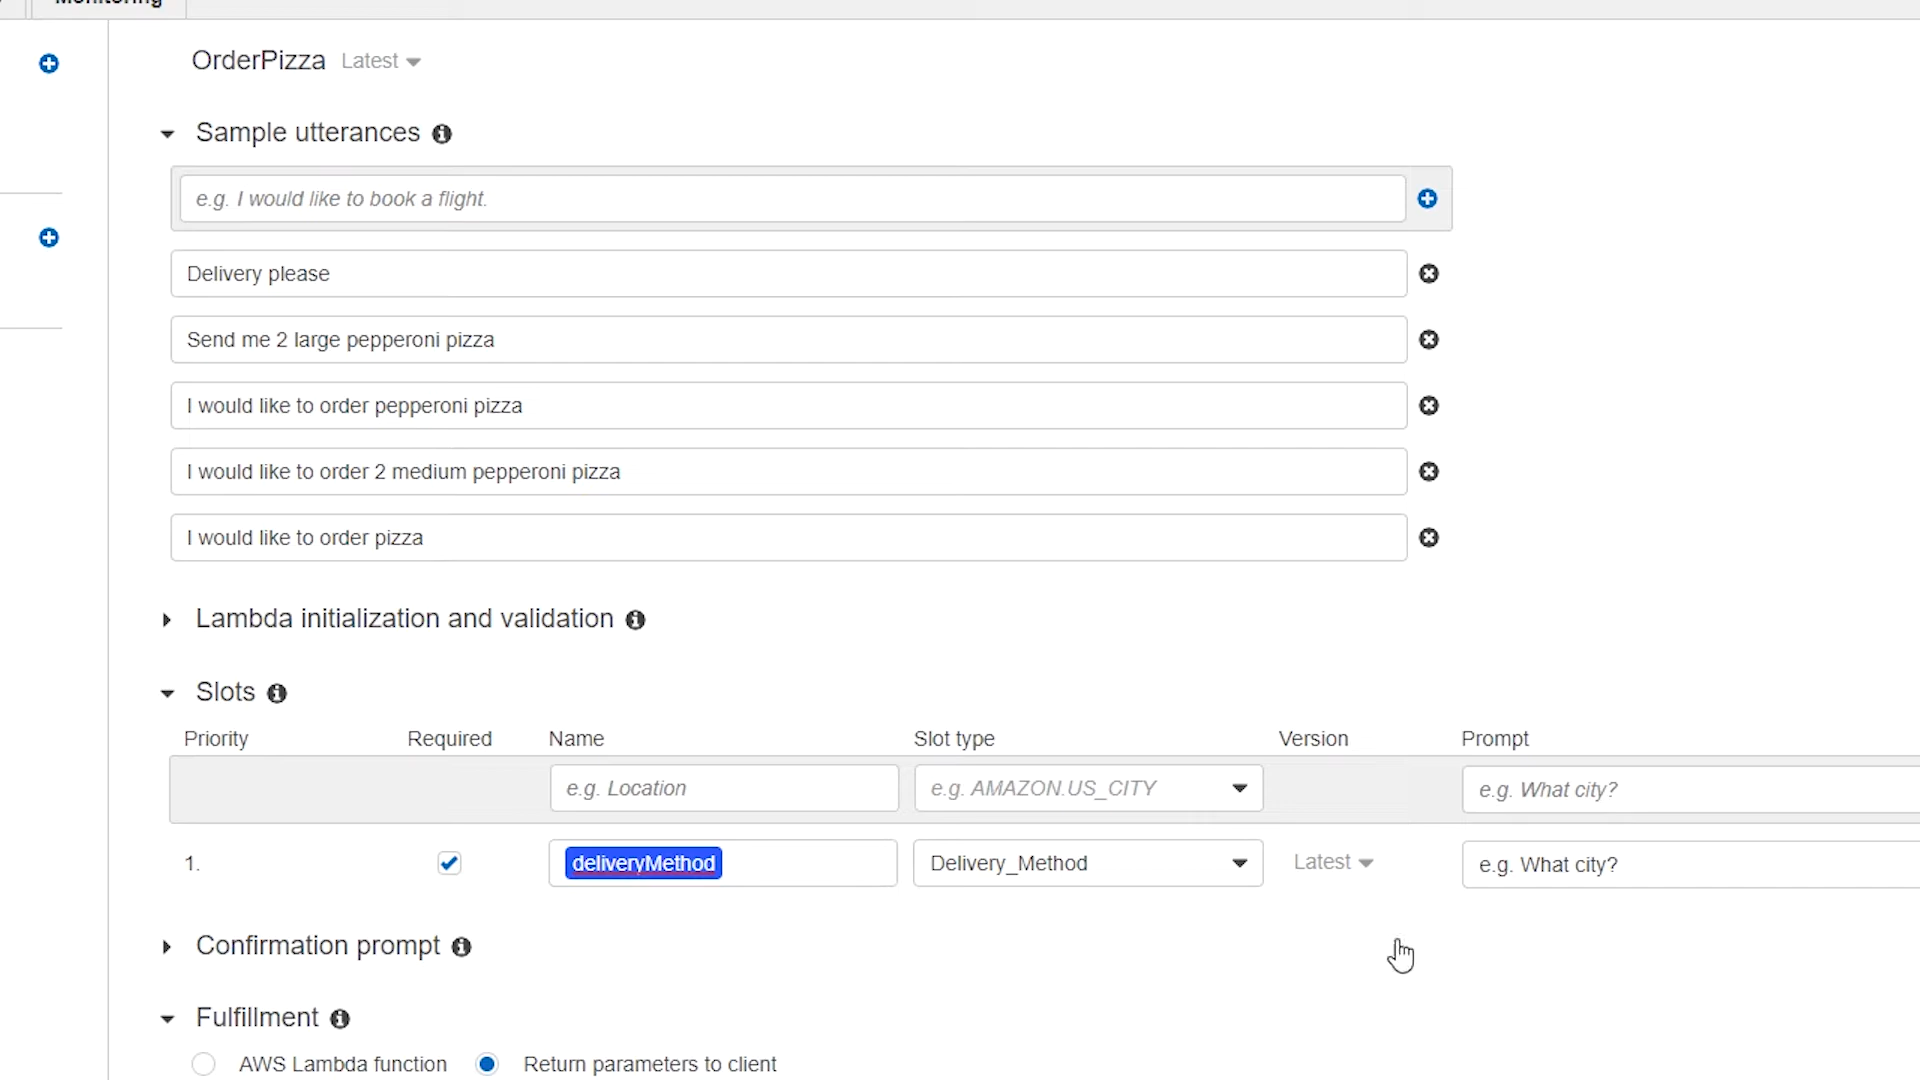 Monitoring
OrderPizza Latest
Sample utterances
e.g. I would like to book a flight.
Delivery please
Send me 2 large pepperoni pizza
I would like to order pepperoni pizza
I would like to order 2 medium pepperoni pizza
I would like to order pizza
Lambda initialization and validation
Slots
Priority Required Name Slot type Version Prompt
e.g. Location e.g. AMAZON.US_CITY e.g. What city?
1. deliveryMethod Delivery_Method Latest e.g. What city?
Confirmation prompt
Fulfillment
AWS Lambda function Return parameters to client